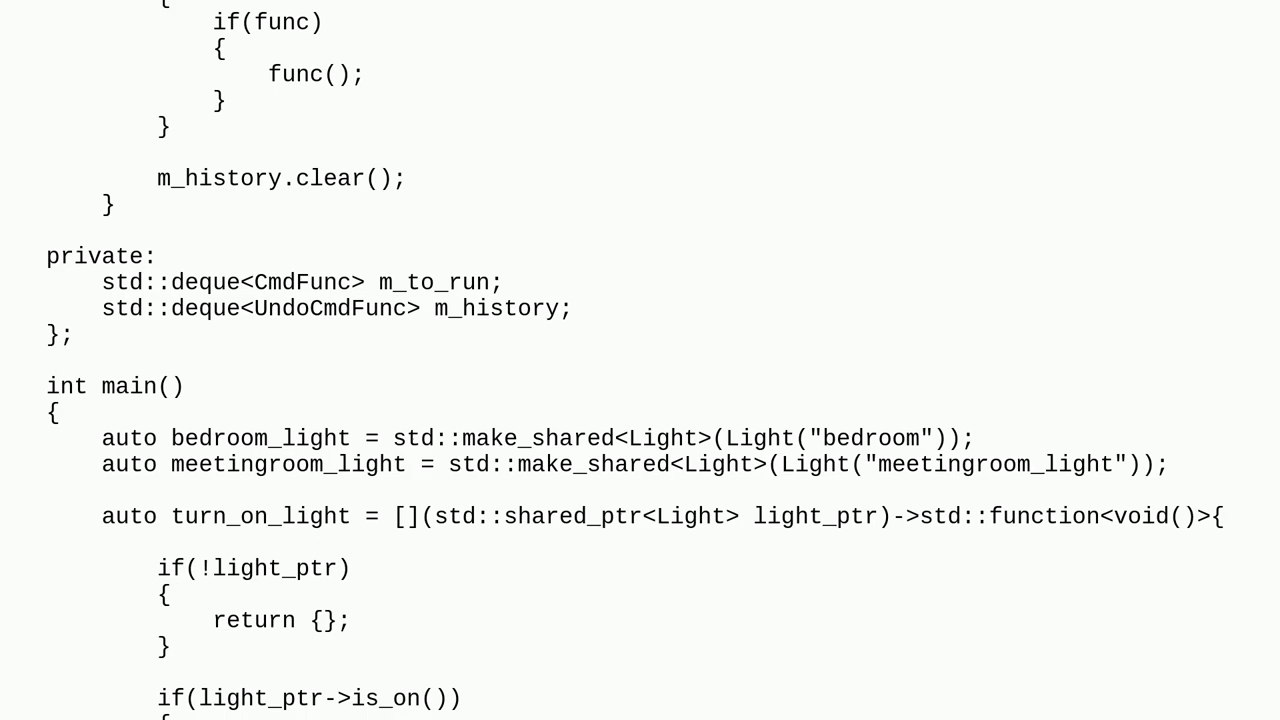 {
if(func)
{
func();
}
}
m_history.clear();
}
private:
std::deque<CmdFunc> m_to_run;
std::deque<UndoCmdFunc> m_history;
};
int main()
{
auto bedroom_light = std::make_shared<Light>(Light("bedroom"));
auto meetingroom_light = std::make_shared<Light>(Light("meetingroom_light"));
auto turn_on_light = [](std::shared_ptr<Light> light_ptr)->std::function<void()>{
if(!light_ptr)
{
return {};
}
if(light_ptr->is_on())
{